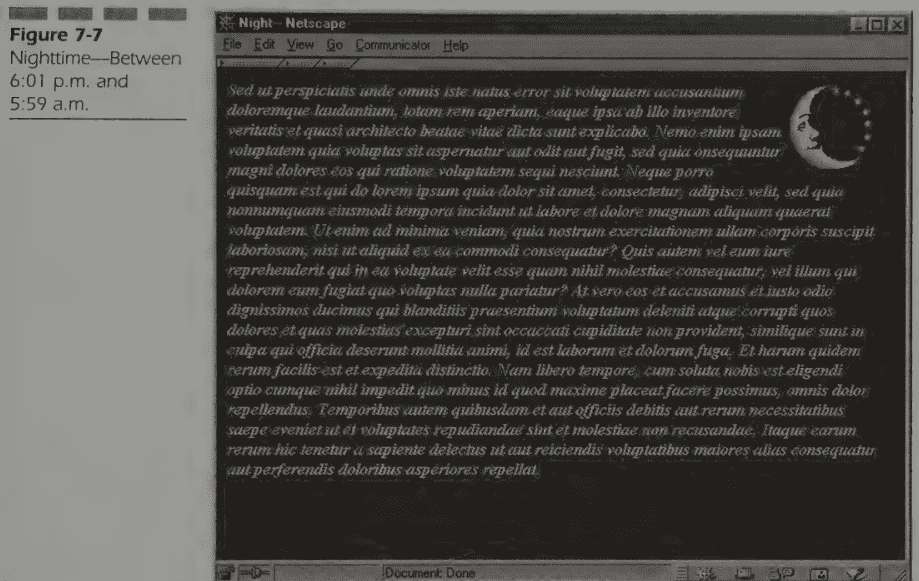 Figure 7-7
Nighttime—Between
6:01 p.m. and
5:59 a.m.
Night - Netscape
File Edit View Go Communicator Help
Sed ut perspiciatis unde omnis iste natus error sit voluptatem accusantium
doloremque laudantium, totam rem aperiam, eaque ipsa ab illo inventore
veritatis et quasi architecto beatae vitae dicta sunt explicabo. Nemo enim ipsam
voluptatem quia voluptas sit aspernatur aut odit aut fugit, sed quia onsequuntur
magni dolores eos qui ratione voluptatem sequi nesciunt. Neque porro
quisquam est qui do lorem ipsum quia dolor sit amet, consectetur, adipisci velit, sed quia
nonnumquam eiusmodi tempora incidunt ut labore et dolore magnam aliquam quaerat
voluptatem. Ut enim ad minima veniam, quia nostrum exercitationem ullam corporis suscipit
laboriosam, nisi ut aliquid ex ea commodi consequatur? Quis autem vel eum iure
reprehenderit qui in ea voluptate velit esse quam nihil molestiae consequatur, vel illum qui
dolorem eum fugiat quo voluptas nulla pariatur? At vero eos et accusamus et iusto odio
dignissimos ducimus qui blanditiis praesentium voluptatum deleniti atque corrupti quos
dolores et quas molestias excepturi sint occaecati cupiditate non provident, similique sunt in
culpa qui officia deserunt mollitia animi, id est laborum et dolorum fuga. Et harum quidem
rerum facilis est et expedita distinctio. Nam libero tempore, cum soluta nobis est eligendi
optio cumque nihil impedit quo minus id quod maxime placeat facere possimus, omnis dolor
repellendus. Temporibus autem quibusdam et aut officiis debitis aut rerum necessitatibus
saepe eveniet ut et voluptates repudiandae sint et molestiae non recusandae. Itaque earum
rerum hic tenetur a sapiente delectus ut aut reiciendis voluptatibus maiores alias consequatur
aut perferendis doloribus asperiores repellat.
Document: Done